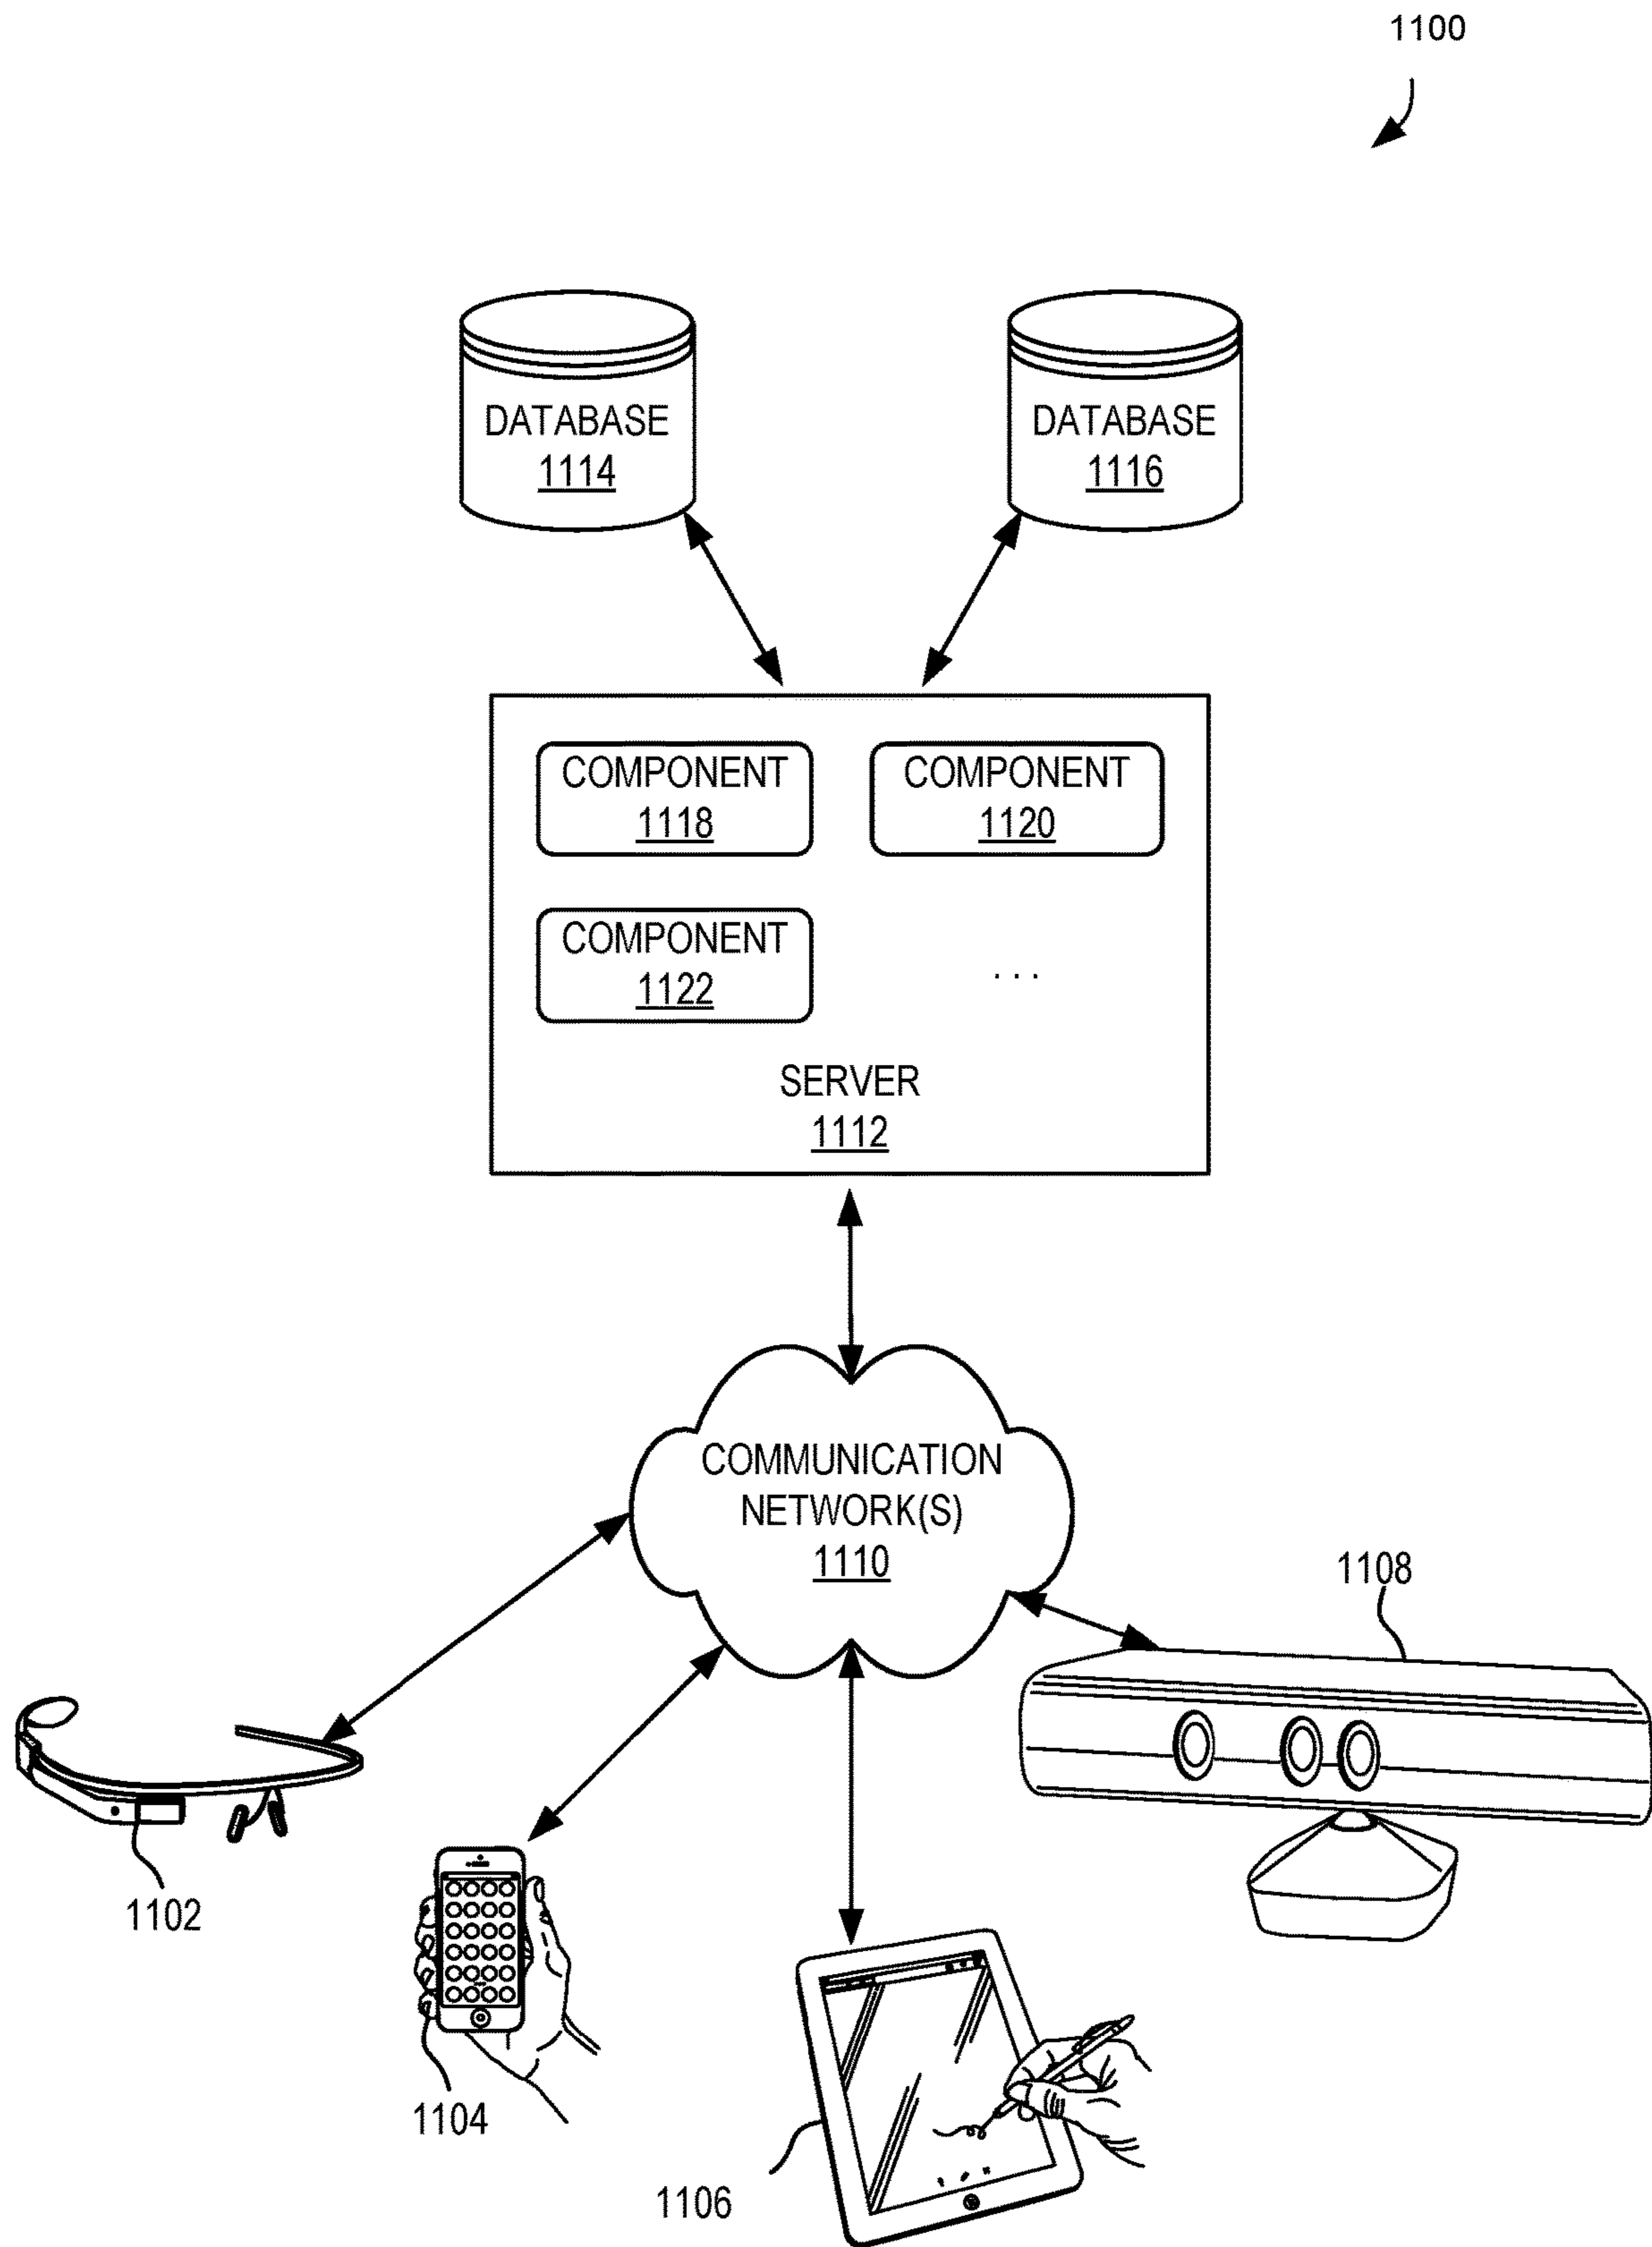 1100
DATABASE
1114
DATABASE
1116
COMPONENT
1118
COMPONENT
1120
COMPONENT
1122
. . .
SERVER
1112
COMMUNICATION
NETWORK(S)
1110
1108
1102
1104
1106